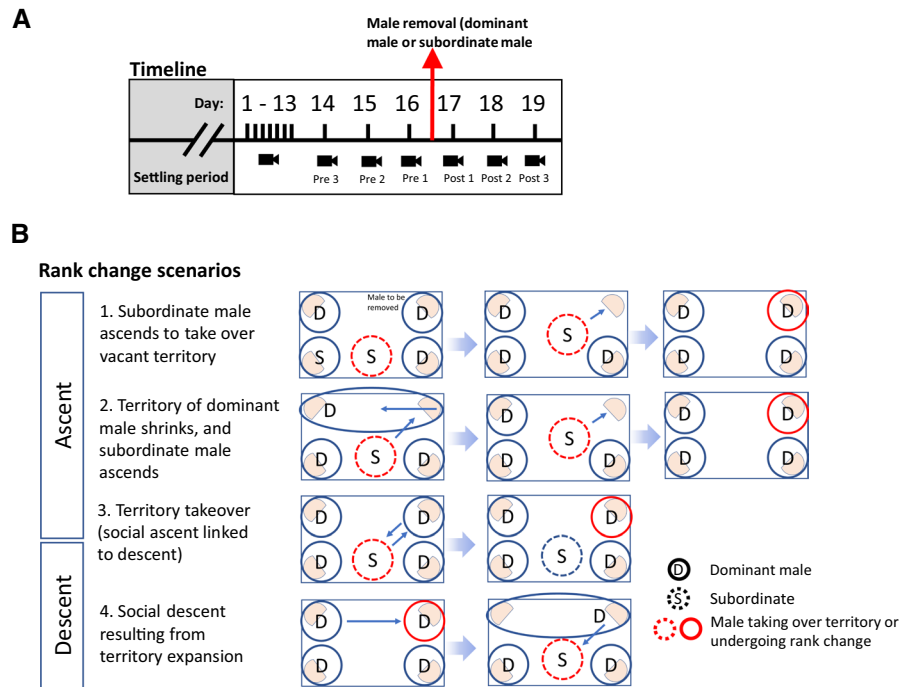 A
Male removal (dominant
male or subordinate male
Timeline
Day: 1 - 13 14 15 16 17 18 19
Settling period
Pre 3 Pre 2 Pre 1 Post 1 Post 2 Post 3
B
Rank change scenarios
Ascent
1. Subordinate male
ascends to take over
vacant territory
Male to be
removed
D D
S S D
D
S
D D
D D
D D
2. Territory of dominant
male shrinks, and
subordinate male
ascends
D
D S D
D
S
D D
D D
D D
3. Territory takeover
(social ascent linked
to descent)
D D
D S D
D D
D S D
Descent
4. Social descent
resulting from
territory expansion
D D
D D
D
D S D
D Dominant male
S Subordinate
Male taking over territory or
undergoing rank change